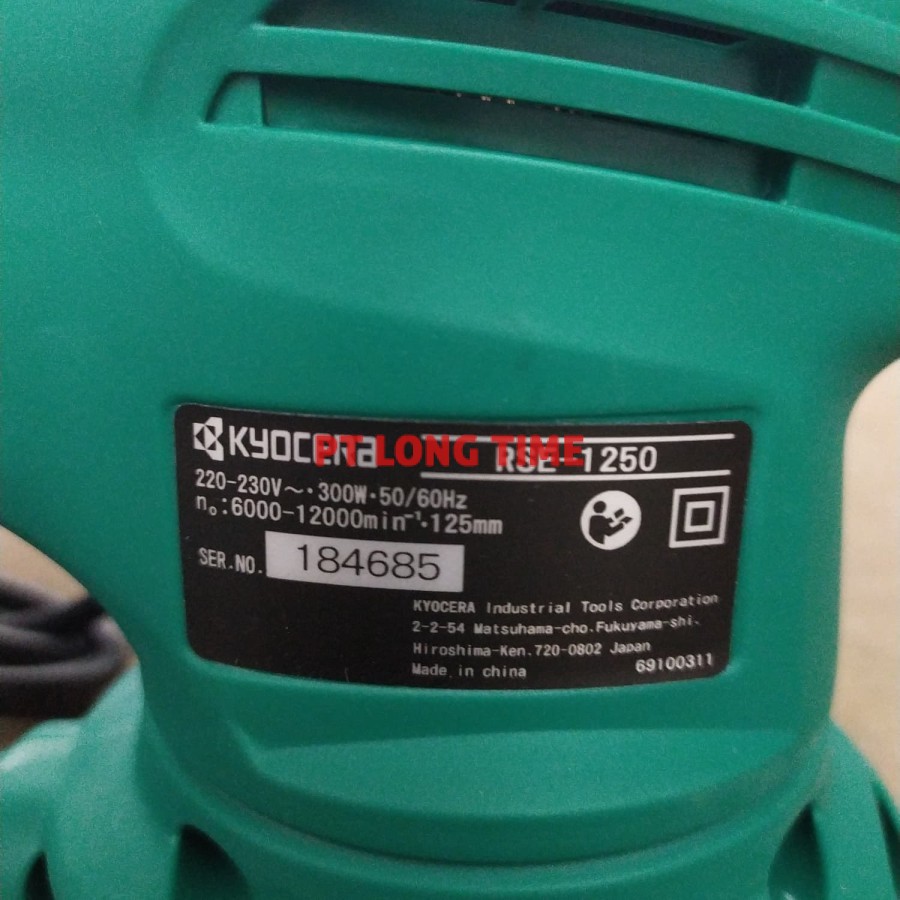 KYOCERA RSE-1250
PT LONG TIME
220-230V～・300W・50/60Hz
n₀:6000-12000min⁻¹・125mm
SER.NO. 184685
KYOCERA Industrial Tools Corporation
2-2-54 Matsuhama-cho.Fukuyama-shi.
Hiroshima-Ken.720-0802 Japan
Made in china 69100311